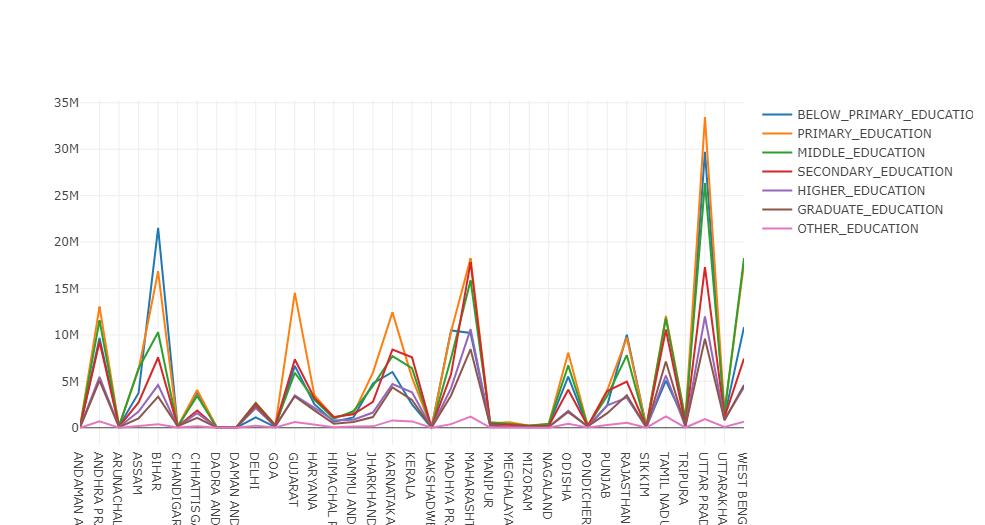 35M
30M
25M
20M
15M
10M
5M
0
BELOW_PRIMARY_EDUCATIO
PRIMARY_EDUCATION
MIDDLE_EDUCATION
SECONDARY_EDUCATION
HIGHER_EDUCATION
GRADUATE_EDUCATION
OTHER_EDUCATION
ANDAMAN A
ANDHRA PR
ARUNACHAL
ASSAM
BIHAR
CHANDIGAR
CHHATTISGA
DADRA AND
DAMAN AND
DELHI
GOA
GUJARAT
HARYANA
HIMACHAL P
JAMMU AND
JHARKHAND
KARNATAKA
KERALA
LAKSHADWE
MADHYA PR
MAHARASHT
MANIPUR
MEGHALAYA
MIZORAM
NAGALAND
ODISHA
PONDICHER
PUNJAB
RAJASTHAN
SIKKIM
TAMIL NADU
TRIPURA
UTTAR PRAD
UTTARAKHA
WEST BENG